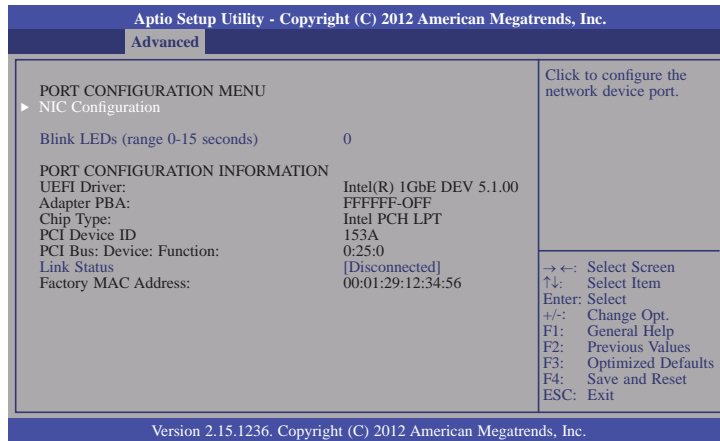 Aptio Setup Utility - Copyright (C) 2012 American Megatrends, Inc.
Advanced
PORT CONFIGURATION MENU
► NIC Configuration
Blink LEDs (range 0-15 seconds) 0
PORT CONFIGURATION INFORMATION
UEFI Driver: Intel(R) 1GbE DEV 5.1.00
Adapter PBA: FFFFFF-OFF
Chip Type: Intel PCH LPT
PCI Device ID 153A
PCI Bus: Device: Function: 0:25:0
Link Status [Disconnected]
Factory MAC Address: 00:01:29:12:34:56
Click to configure the
network device port.
→←: Select Screen
↑↓: Select Item
Enter: Select
+/-: Change Opt.
F1: General Help
F2: Previous Values
F3: Optimized Defaults
F4: Save and Reset
ESC: Exit
Version 2.15.1236. Copyright (C) 2012 American Megatrends, Inc.